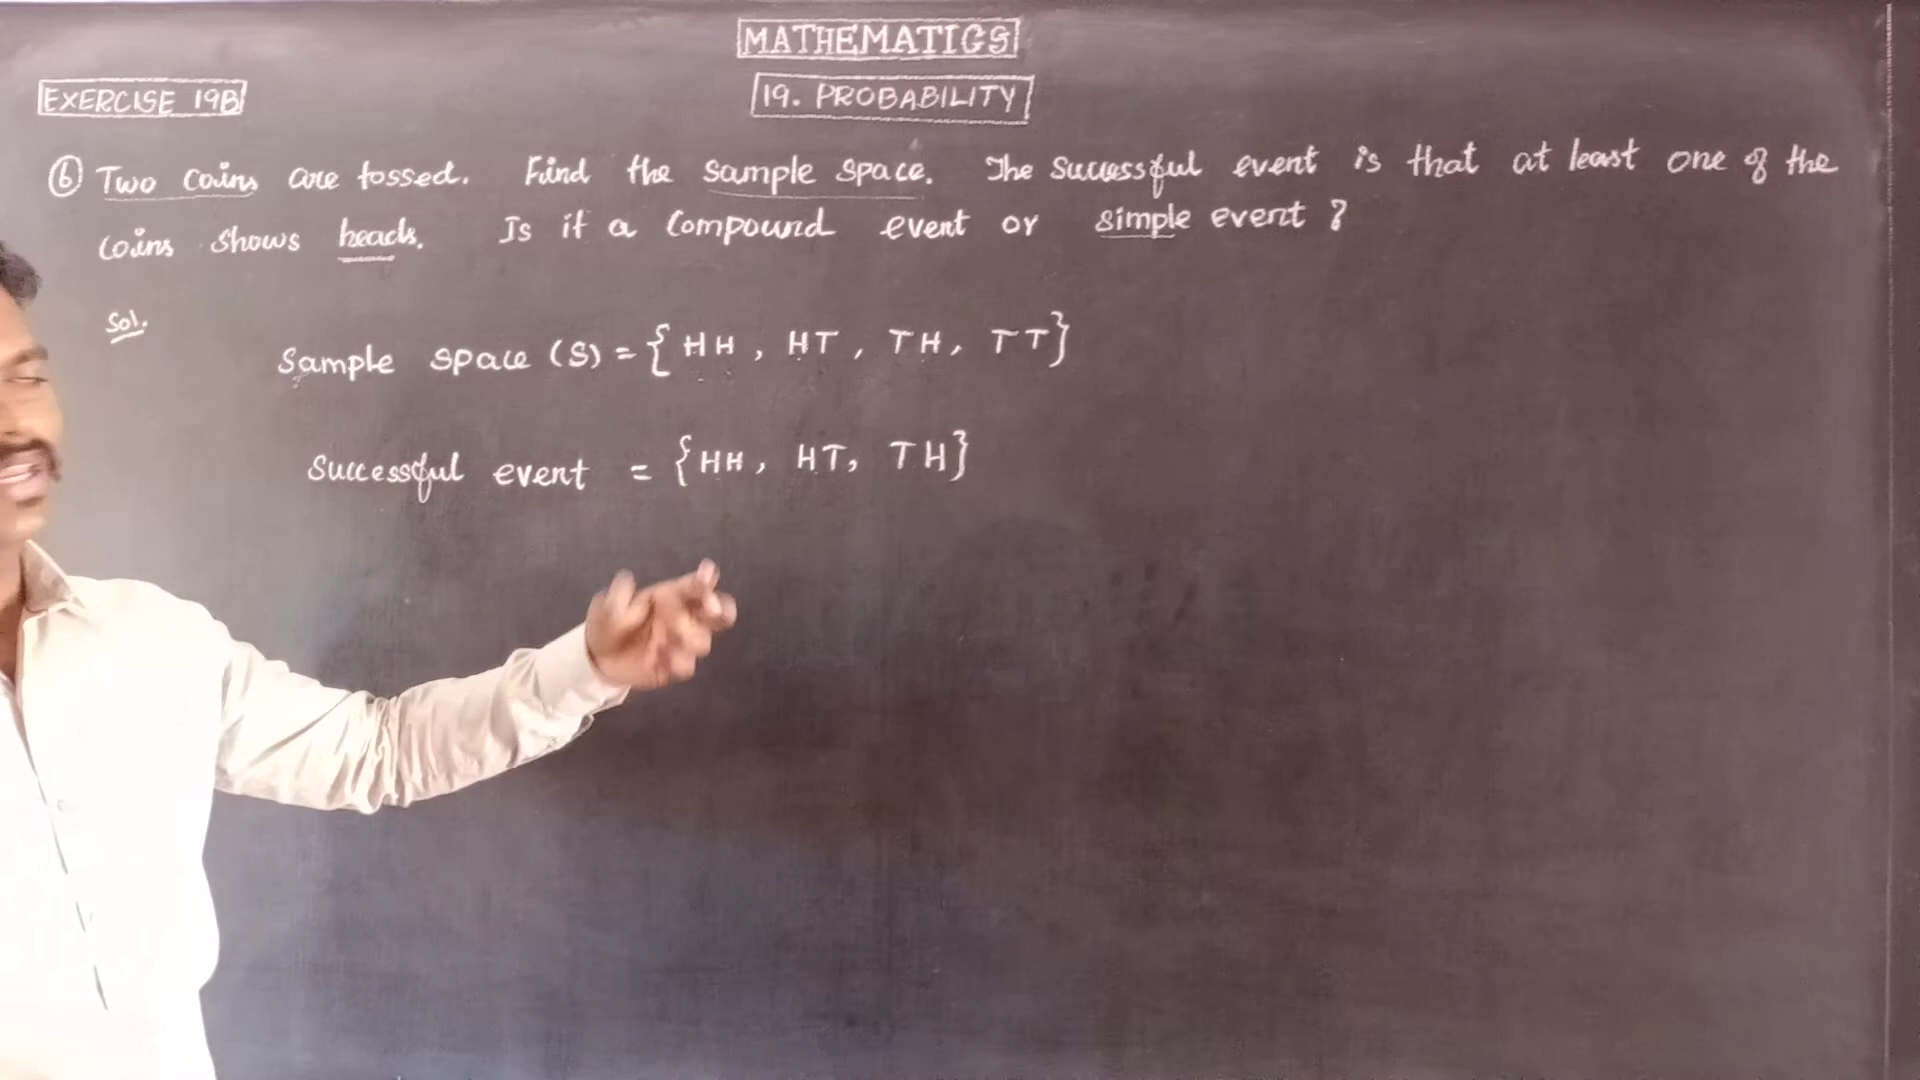 MATHEMATICS
EXERCISE 19B
19. PROBABILITY
⑥ Two coins are tossed. Find the sample space. The successful event is that at least one of the
coins shows heads. Is it a compound event or simple event ?
Sol.
Sample space (S) = { HH , HT , TH , TT }
Successful event = { HH , HT , TH }